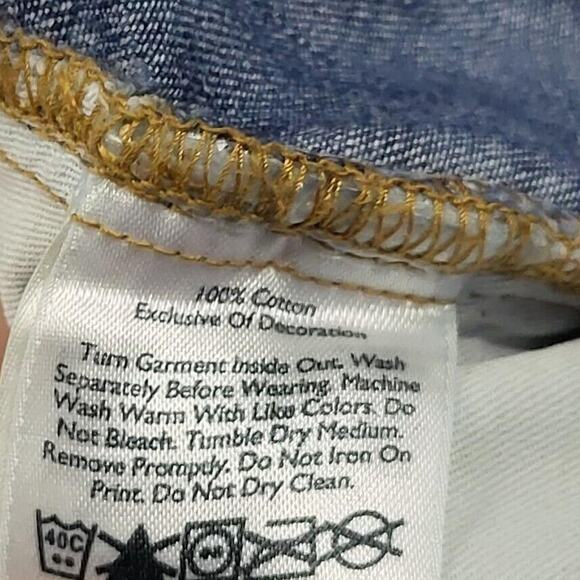 100% Cotton
Exclusive Of Decoration
Turn Garment Inside Out. Wash
Separately Before Wearing. Machine
Wash Warm With Like Colors. Do
Not Bleach. Tumble Dry Medium.
Remove Promptly. Do Not Iron On
Print. Do Not Dry Clean.
40C